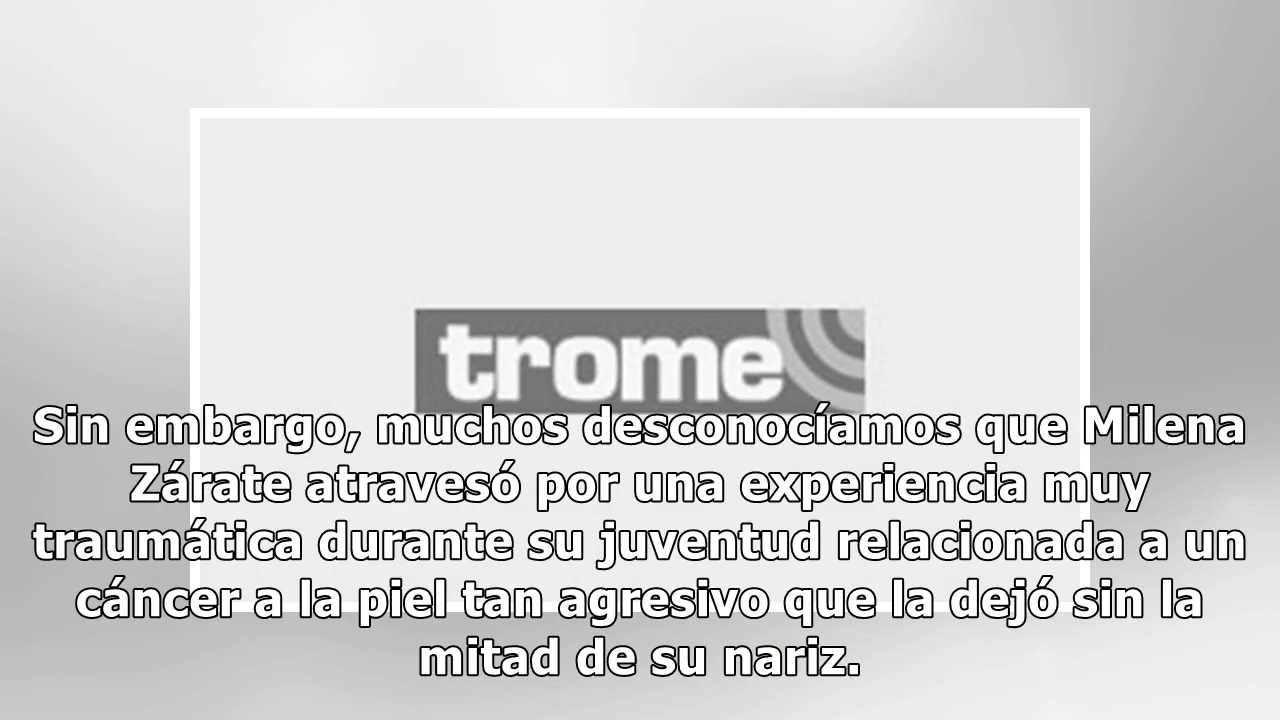 trome
Sin embargo, muchos desconocíamos que Milena
Zárate atravesó por una experiencia muy
traumática durante su juventud relacionada a un
cáncer a la piel tan agresivo que la dejó sin la
mitad de su nariz.